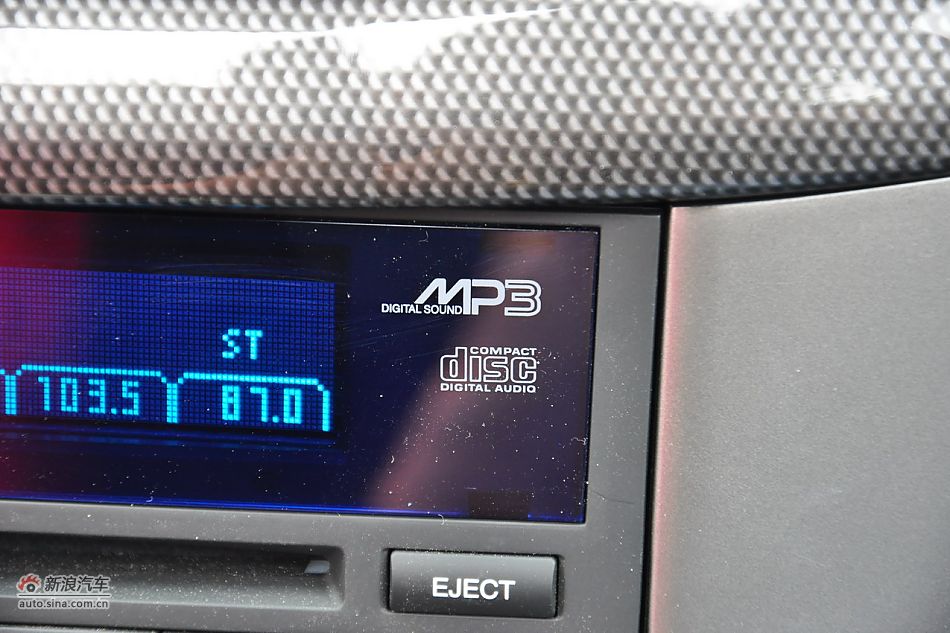 MP3
DIGITAL SOUND
COMPACT
disc
DIGITAL AUDIO
ST
103.5 87.0
EJECT
新浪汽车
auto.sina.com.cn